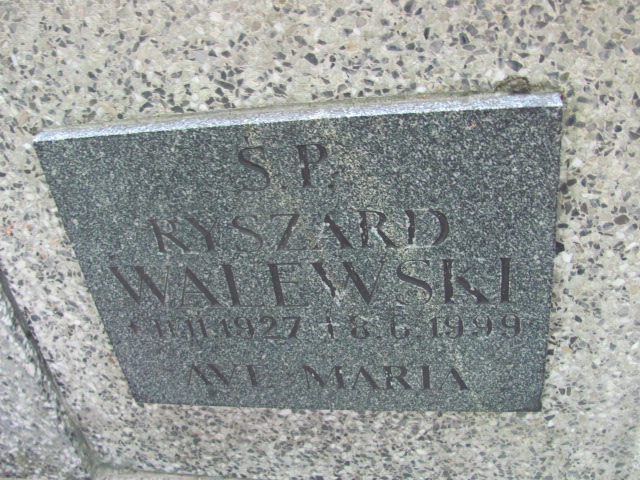 S.P.
RYSZARD
WALEWSKI
1927 † 8.6.1999
AVE MARIA